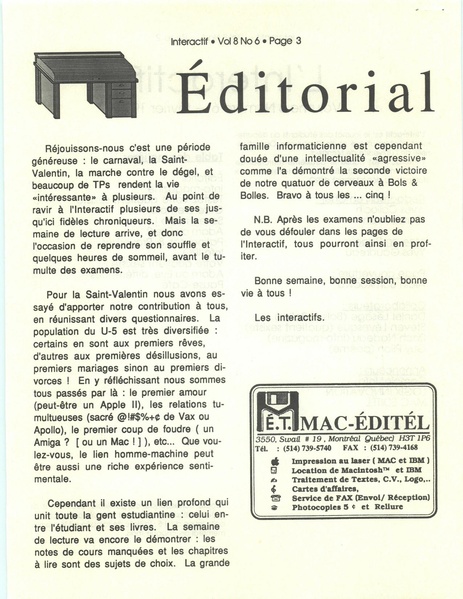 Interactif • Vol 8 No 6 • Page 3
Éditorial
Réjouissons-nous c'est une période
généreuse : le carnaval, la Saint-
Valentin, la marche contre le dégel, et
beaucoup de TPs rendent la vie
«intéressante» à plusieurs. Au point de
ravir à l'Interactif plusieurs de ses jus-
qu'ici fidèles chroniqueurs. Mais la se-
maine de lecture arrive, et donc
l'occasion de reprendre son souffle et
quelques heures de sommeil, avant le tu-
multe des examens.
Pour la Saint-Valentin nous avons es-
sayé d'apporter notre contribution à tous,
en réunissant divers questionnaires. La
population du U-5 est très diversifiée :
certains en sont aux premiers rêves,
d'autres aux premières désillusions, au
premiers mariages sinon au premiers di-
vorces ! En y réfléchissant nous sommes
tous passés par là : le premier amour
(peut-être un Apple II), les relations tu-
multueuses (sacré @!#$%+¢ de Vax ou
Apollo), le premier coup de foudre ( un
Amiga ? [ ou un Mac ! ] ), etc... Que vou-
lez-vous, le lien homme-machine peut
être aussi une riche expérience senti-
mentale.
Cependant il existe un lien profond qui
unit toute la gent estudiantine : celui en-
tre l'étudiant et ses livres. La semaine
de lecture va encore le démontrer : les
notes de cours manquées et les chapitres
à lire sont des sujets de choix. La grande
famille informaticienne est cependant
douée d'une intellectualité «agressive»
comme l'a démontré la seconde victoire
de notre quatuor de cerveaux à Bols &
Bolles. Bravo à tous les ... cinq !
N.B. Après les examens n'oubliez pas
de vous défouler dans les pages de
l'Interactif, tous pourront ainsi en prof-
iter.
Bonne semaine, bonne session, bonne
vie à tous !
Les interactifs.
M.É.T. MAC-ÉDITÉL
3550, Swail # 19 , Montréal Québec) H3T 1P6
Tél. : (514) 739-5740 FAX : (514) 739-4168
Impression au laser ( MAC et IBM )
Location de Macintosh™ et IBM
Traitement de Textes, C.V., Logo,..
Cartes d'affaires,
Service de FAX (Envoi/ Réception)
Photocopies 5 ¢ et Reliure